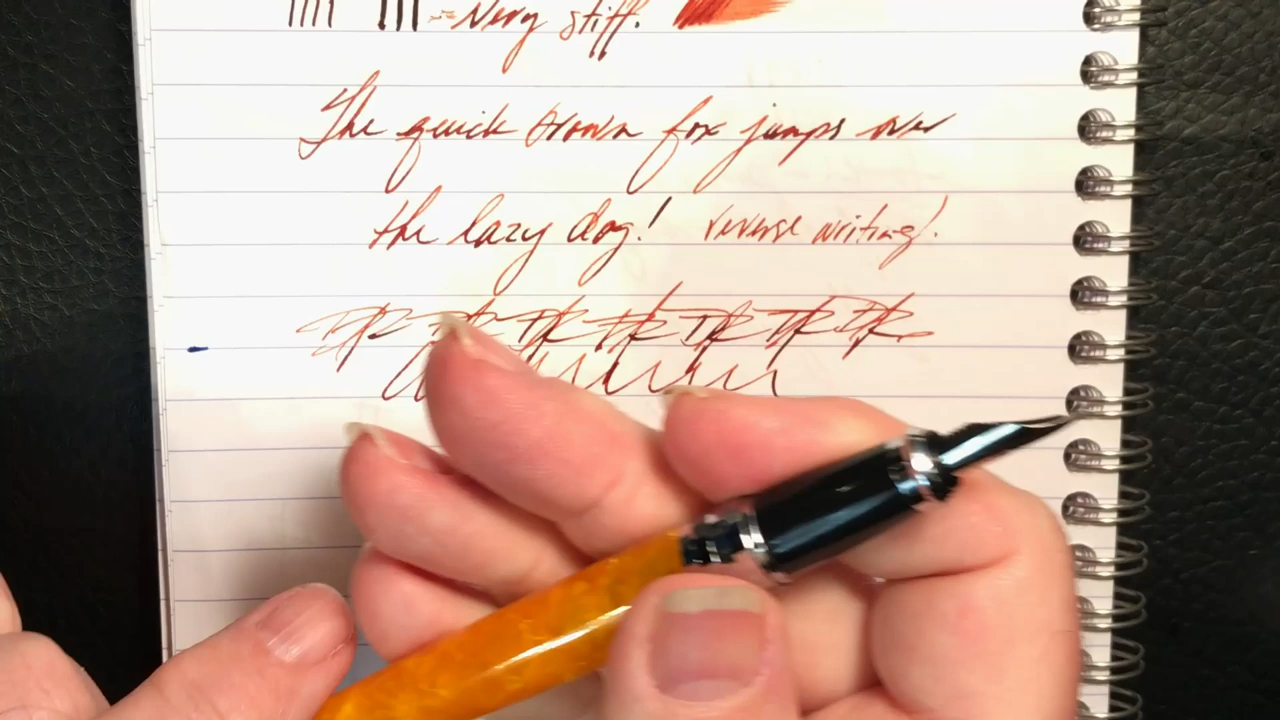 Very stiff.
The quick brown fox jumps over
the lazy dog! reverse writing!